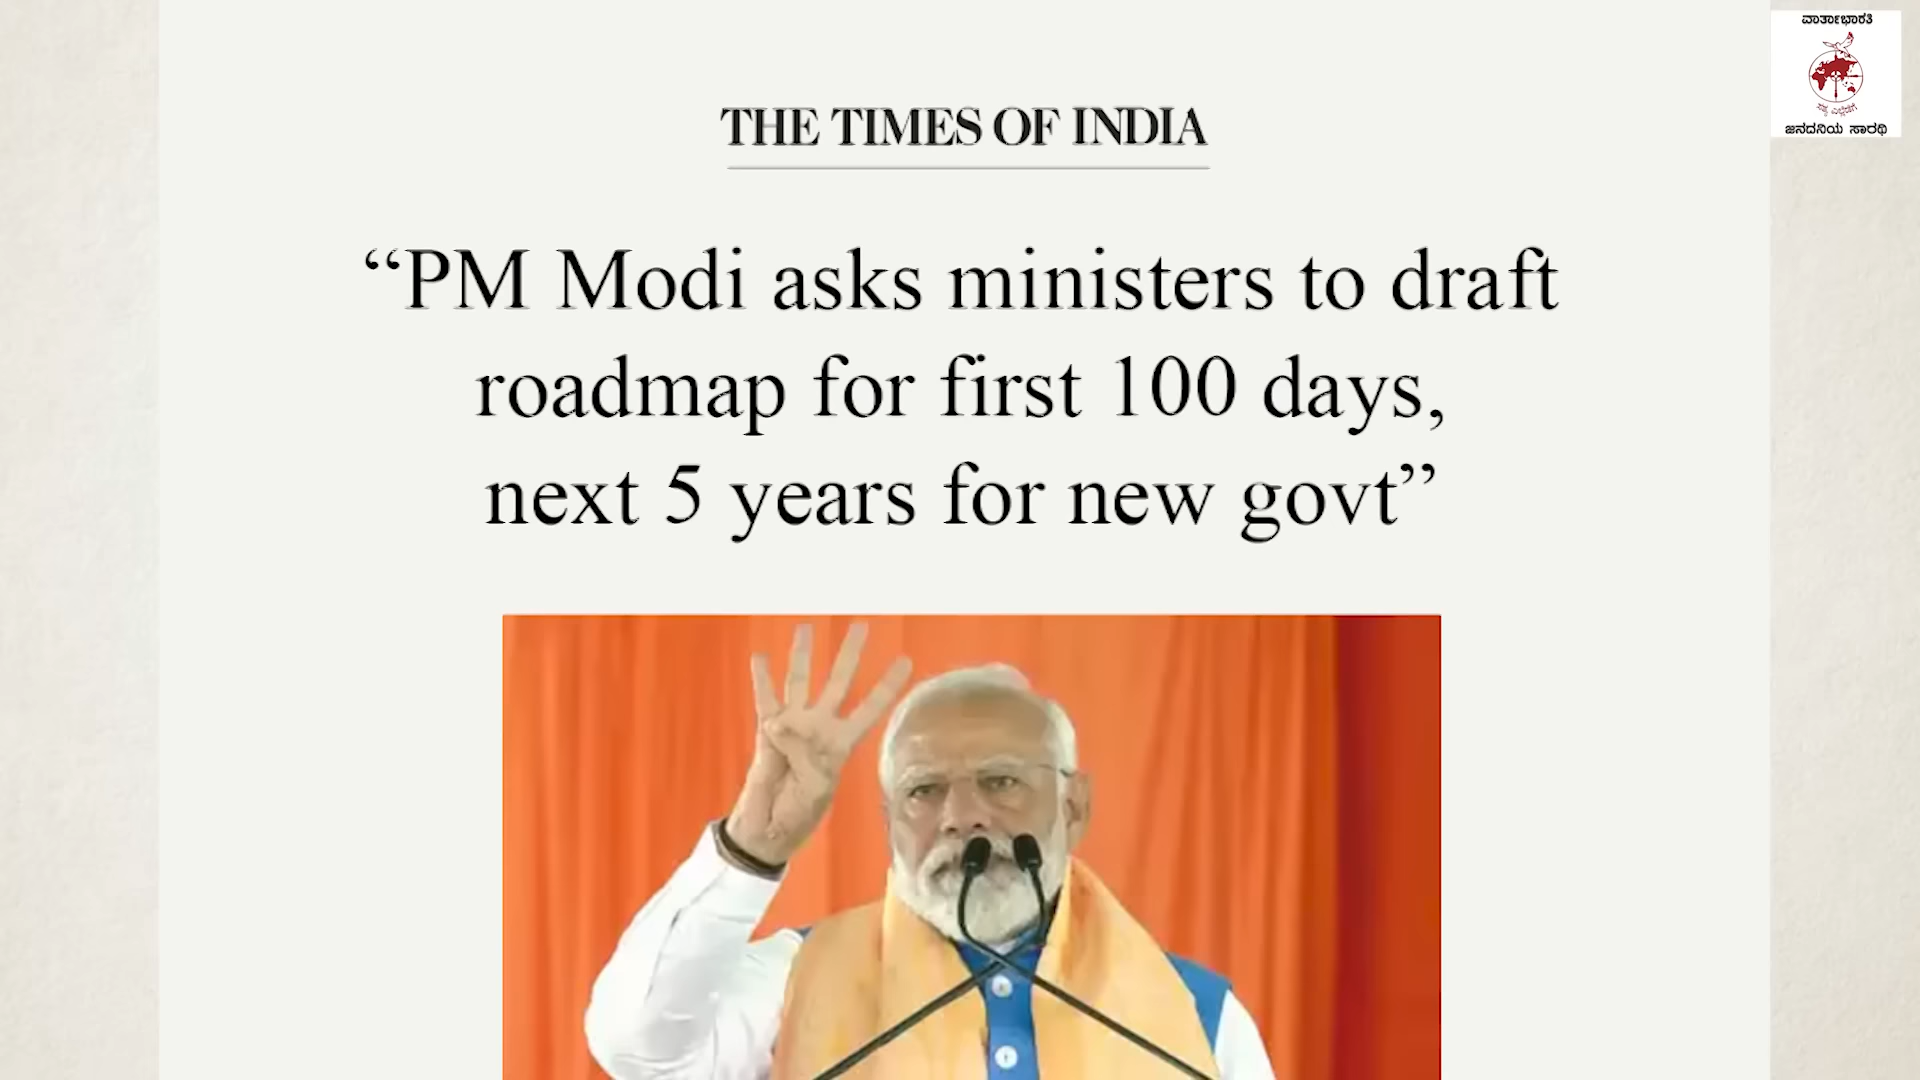 ವಾರ್ತಾಭಾರತಿ
ಜನದನಿಯ ಸಾರಥಿ
THE TIMES OF INDIA
“PM Modi asks ministers to draft
roadmap for first 100 days,
next 5 years for new govt”